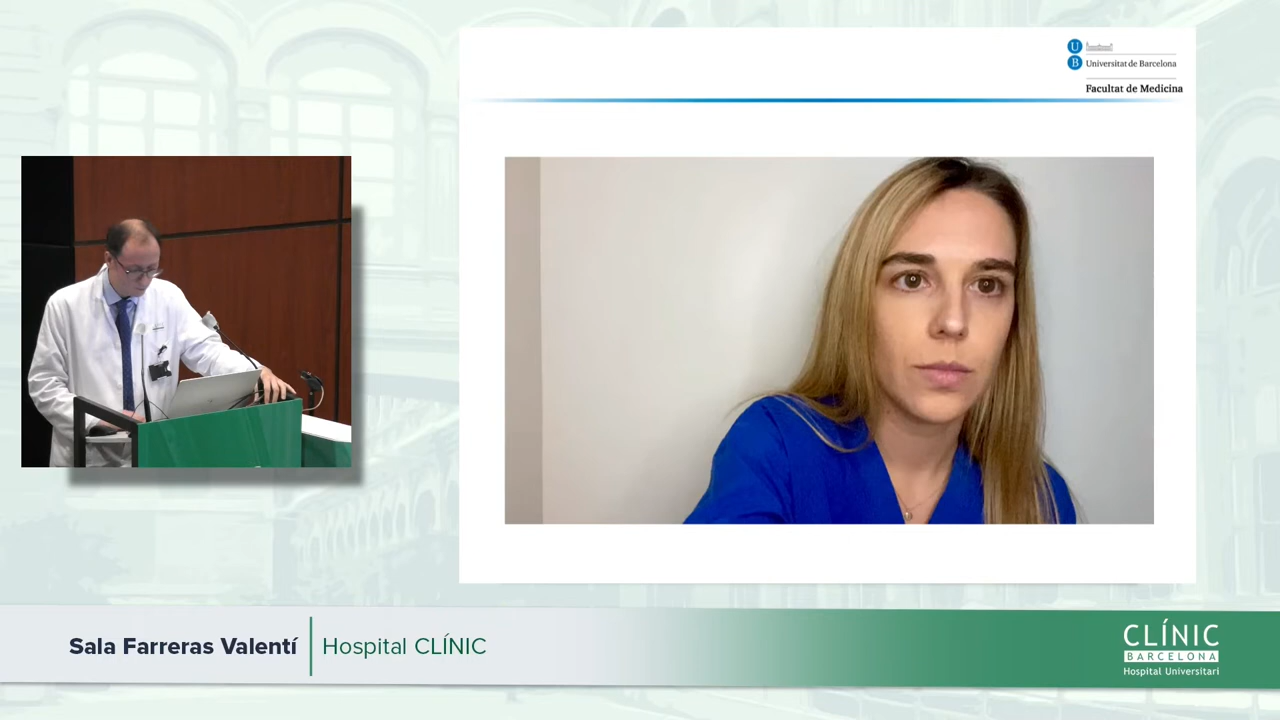 U
B
Universitat de Barcelona
Facultat de Medicina
Sala Farreras Valentí
Hospital CLÍNIC
CLÍNIC
BARCELONA
Hospital Universitari